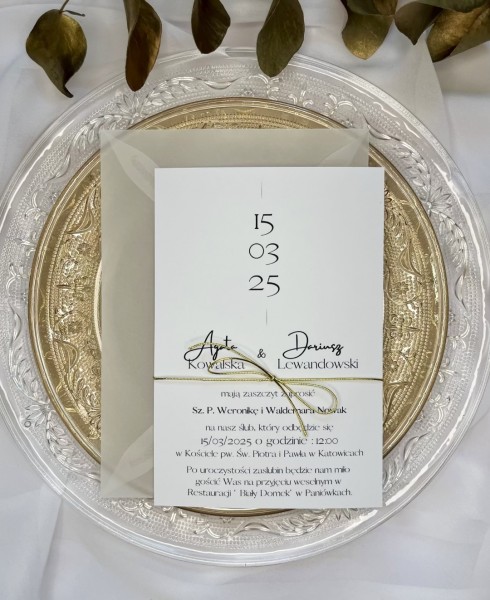 15
03
25
Agata & Dariusz
Kowalska Lewandowski
mają zaszczyt zaprosić
Sz. P. Weronikę i Waldemara Nowak
na nasz ślub, który odbędzie się
15/03/2025 o godzinie : 12:00
w Kościele pw. Św. Piotra i Pawła w Katowicach
Po uroczystości zaślubin będzie nam miło
gościć Was na przyjęciu weselnym w
Restauracji " Biały Domek" w Paniówkach.